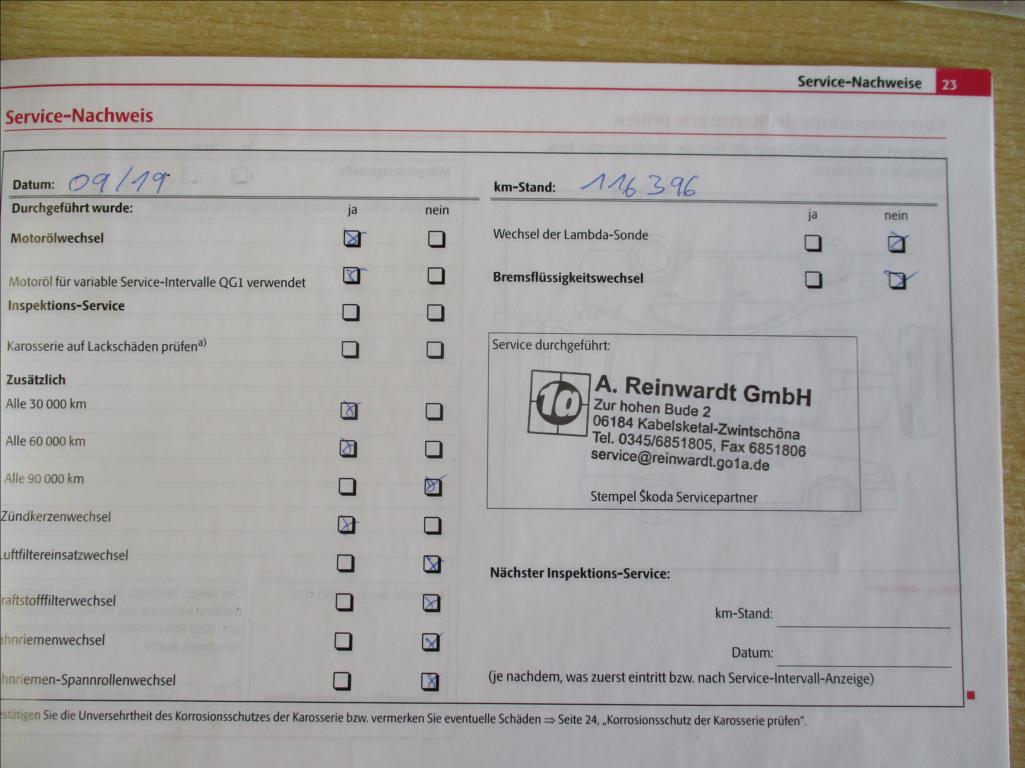 Service-Nachweise 23
Service-Nachweis
Datum: 09/19
Durchgeführt wurde: ja nein
Motorölwechsel
Motoröl für variable Service-Intervalle QG1 verwendet
Inspektions-Service
Karosserie auf Lackschäden prüfen a)
Zusätzlich
Alle 30 000 km
Alle 60 000 km
Alle 90 000 km
Zündkerzenwechsel
Luftfiltereinsatzwechsel
raftstofffilterwechsel
ahnriemenwechsel
hnriemen-Spannrollenwechsel
km-Stand: 116 396
ja nein
Wechsel der Lambda-Sonde
Bremsflüssigkeitswechsel
Service durchgeführt:
10 A. Reinwardt GmbH
Zur hohen Bude 2
06184 Kabelsketal-Zwintschöna
Tel. 0345/6851805, Fax 6851806
service@reinwardt.go1a.de
Stempel Škoda Servicepartner
Nächster Inspektions-Service:
km-Stand:
Datum:
(je nachdem, was zuerst eintritt bzw. nach Service-Intervall-Anzeige)
estätigen Sie die Unversehrtheit des Korrosionsschutzes der Karosserie bzw. vermerken Sie eventuelle Schäden ⇒ Seite 24, „Korrosionsschutz der Karosserie prüfen“.